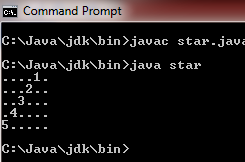 Command Prompt
C:\Java\jdk\bin>javac star.java
C:\Java\jdk\bin>java star
....1.
...2..
..3...
.4....
5.....
C:\Java\jdk\bin>